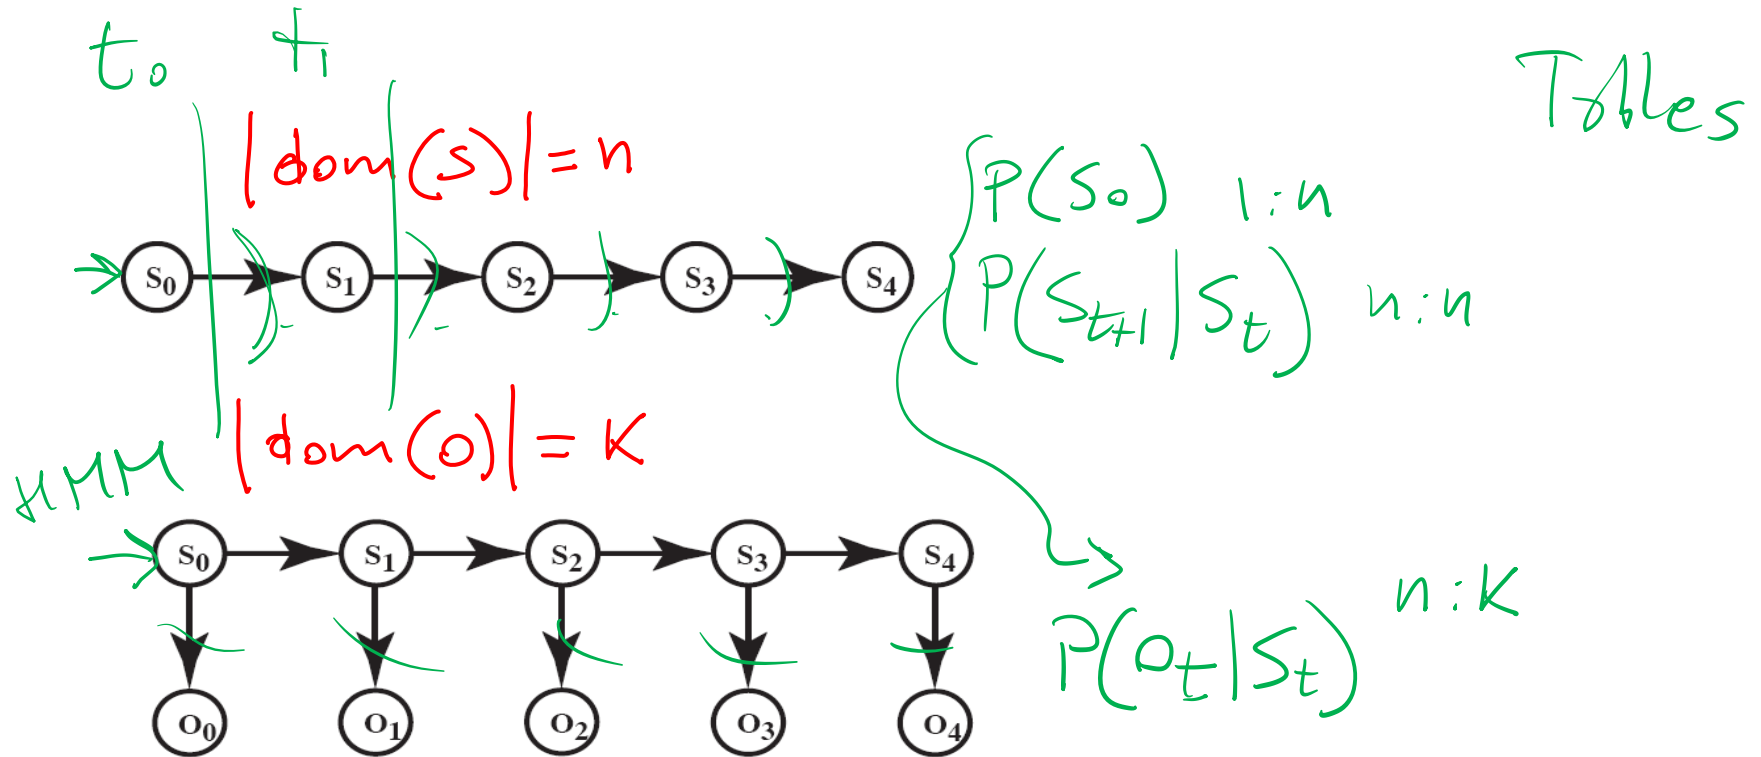 t₀ t₁
Tables
|dom(S)| = n
P(S₀) 1:n
S₀ S₁ S₂ S₃ S₄
P(Sₜ₊₁|Sₜ) n:n
|dom(O)| = K
HMM
S₀ S₁ S₂ S₃ S₄
n:K
P(Oₜ|Sₜ)
O₀ O₁ O₂ O₃ O₄